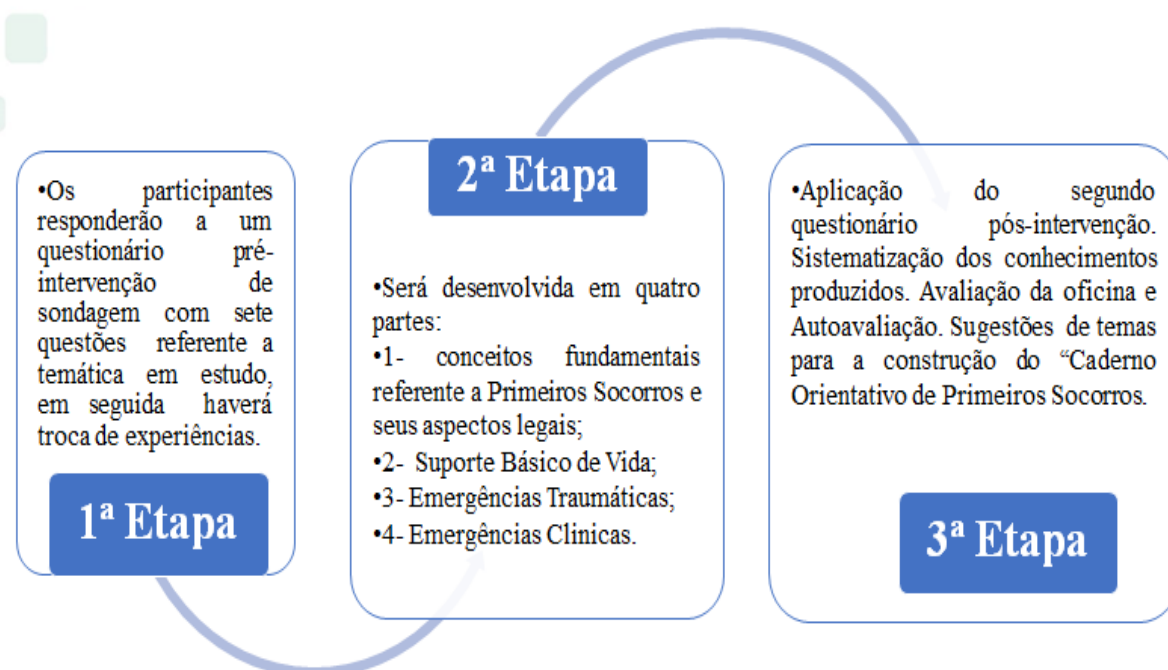 •Os participantes
responderão a um
questionário pré-
intervenção de
sondagem com sete
questões referente a
temática em estudo,
em seguida haverá
troca de experiências.
1ª Etapa
2ª Etapa
•Será desenvolvida em quatro
partes:
•1- conceitos fundamentais
referente a Primeiros Socorros e
seus aspectos legais;
•2- Suporte Básico de Vida;
•3- Emergências Traumáticas;
•4- Emergências Clinicas.
•Aplicação do segundo
questionário pós-intervenção.
Sistematização dos conhecimentos
produzidos. Avaliação da oficina e
Autoavaliação. Sugestões de temas
para a construção do “Caderno
Orientativo de Primeiros Socorros.
3ª Etapa